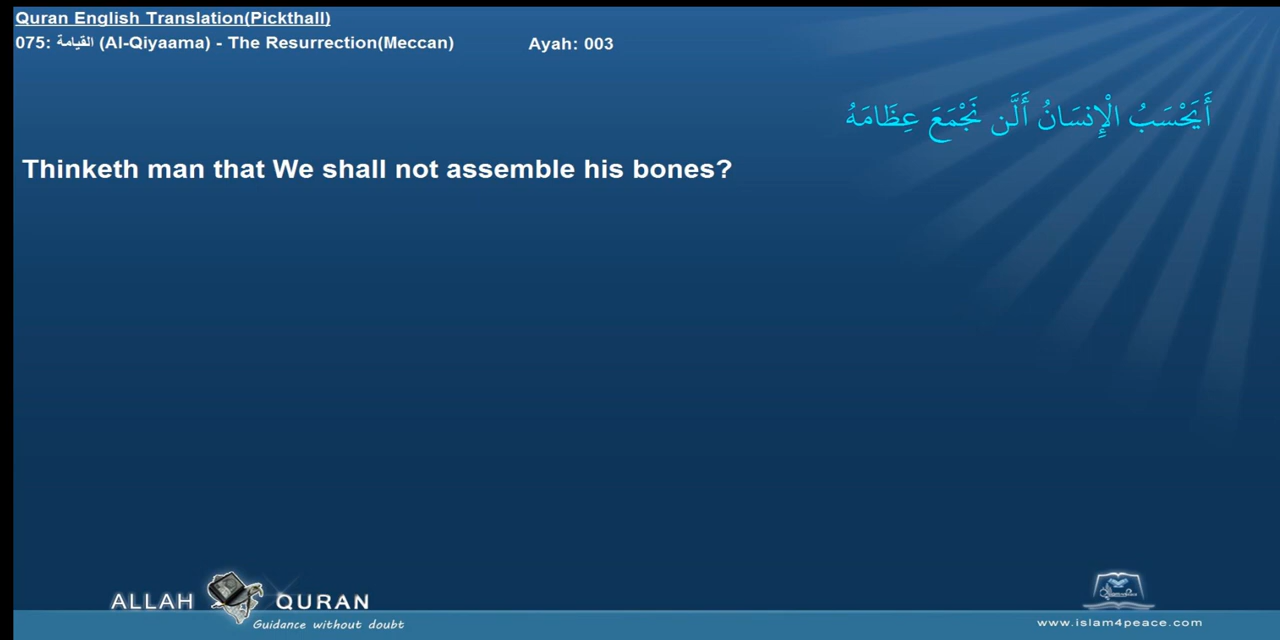 Quran English Translation(Pickthall)
075: القيامة (Al-Qiyaama) - The Resurrection(Meccan) Ayah: 003
أَيَحْسَبُ الْإِنسَانُ أَلَّن نَجْمَعَ عِظَامَهُ
Thinketh man that We shall not assemble his bones?
ALLAH QURAN
Guidance without doubt
www.islam4peace.com